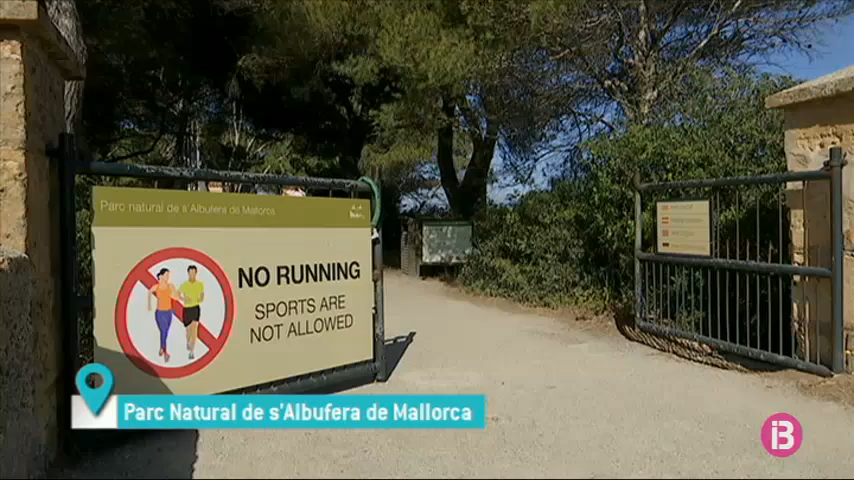 Parc natural de s'Albufera de Mallorca
NO RUNNING
SPORTS ARE
NOT ALLOWED
Parc Natural de s'Albufera de Mallorca
iB